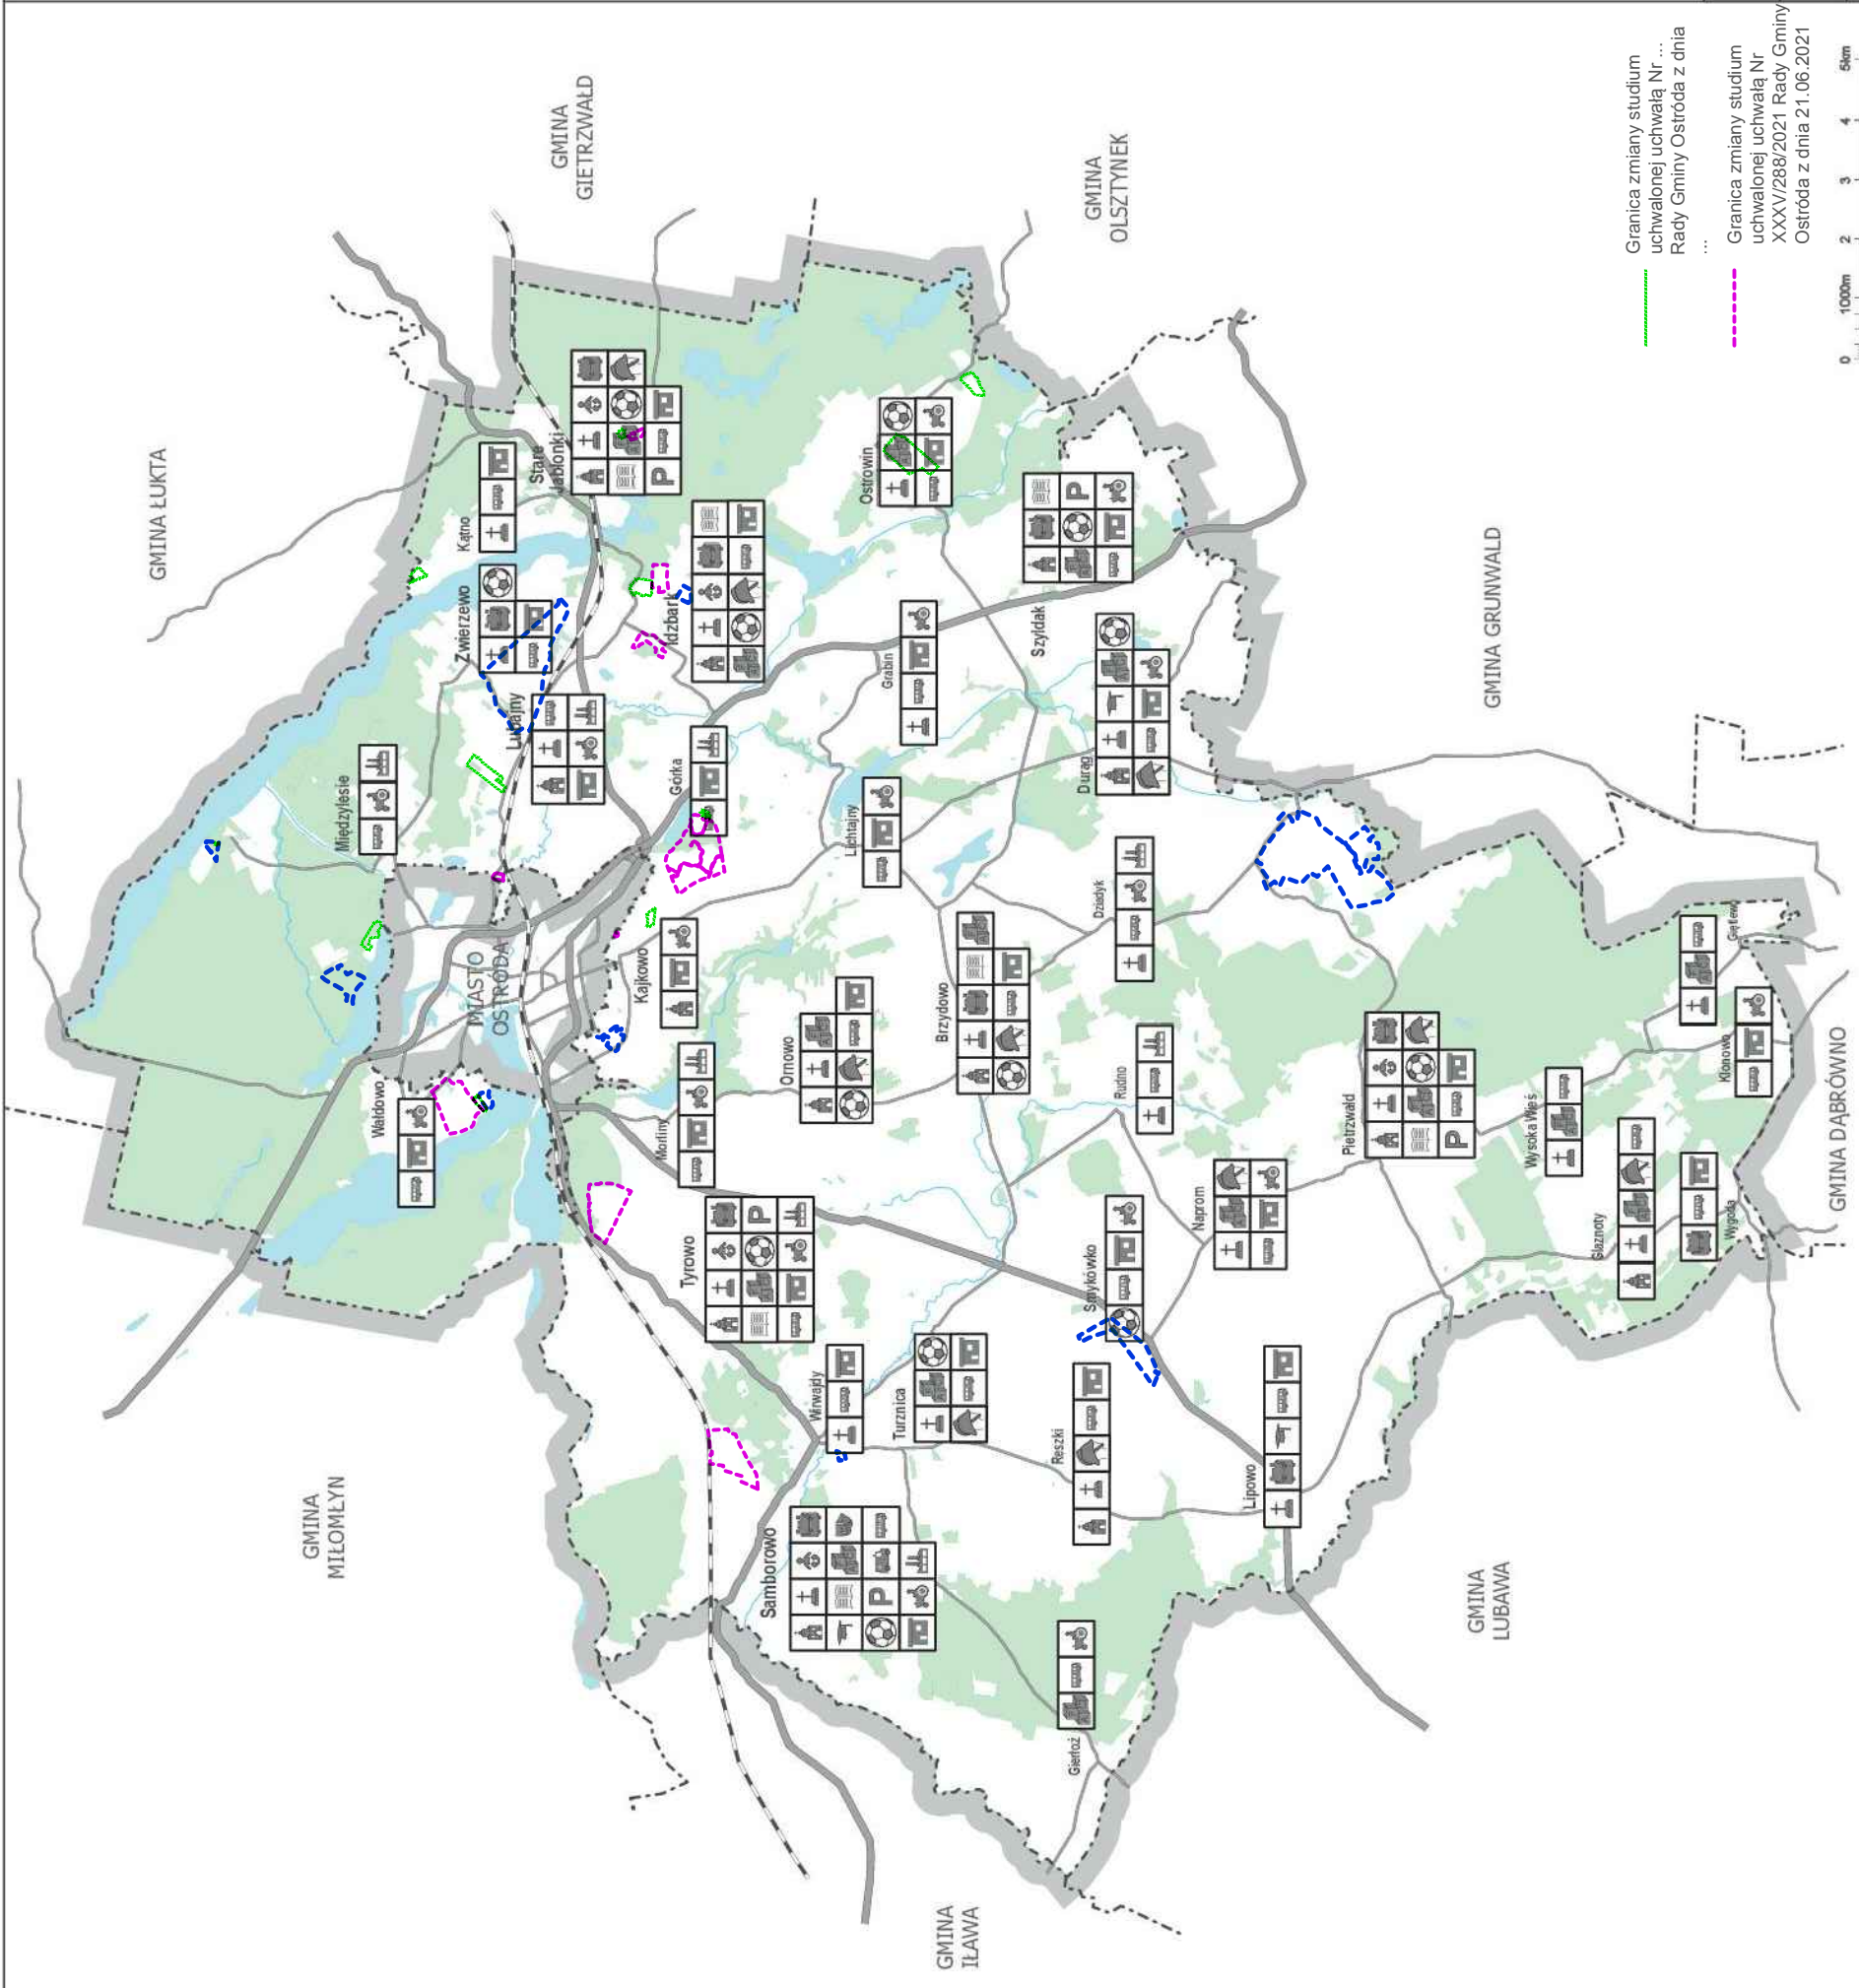 GMINA ŁUKTA
GMINA
MIŁOMŁYN
Międzylesie
Wałdowo
Zwierzewo
Kątno
MIASTO
OSTRÓDA
Lubajny
Stare
Jabłonki
P
GMINA
GIETRZWAŁD
Kajkowo
Morliny
Idzbark
Górka
Tyrowo
P
Samborowo
P
Ornowo
Wirwajdy
Lichtajny
Ostrowin
Grabin
Turznica
Brzydowo
GMINA
IŁAWA
Szyldak
P
Reszki
Gierłoż
Durąg
Smykówko
Dziadyk
GMINA
OLSZTYNEK
Rudno
Naprom
Lipowo
Pietrzwałd
P
GMINA
LUBAWA
GMINA GRUNWALD
Wysoka Wieś
Glaznoty
Klonowo
Wygoda
Giętlewo
GMINA DĄBRÓWNO
Granica zmiany studium
uchwalonej uchwałą Nr ...
Rady Gminy Ostróda z dnia
...
Granica zmiany studium
uchwalonej uchwałą Nr
XXXV/288/2021 Rady Gminy
Ostróda z dnia 21.06.2021
0 1000m 2 3 4 5km